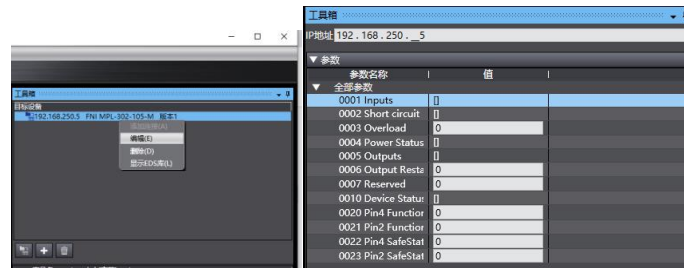 工具箱
目标设备
192.168.250.5 FNI MPL-302-105-M 版本1
编辑(E)
删除(D)
显示EDS库(L)
工具箱
IP地址 192 . 168 . 250 . _ 5
▼ 参数
参数名称 值
▼ 全部参数
0001 Inputs []
0002 Short circuit []
0003 Overload 0
0004 Power Status []
0005 Outputs []
0006 Output Resta 0
0007 Reserved 0
0010 Device Status []
0020 Pin4 Function 0
0021 Pin2 Function 0
0022 Pin4 SafeStat 0
0023 Pin2 SafeStat 0